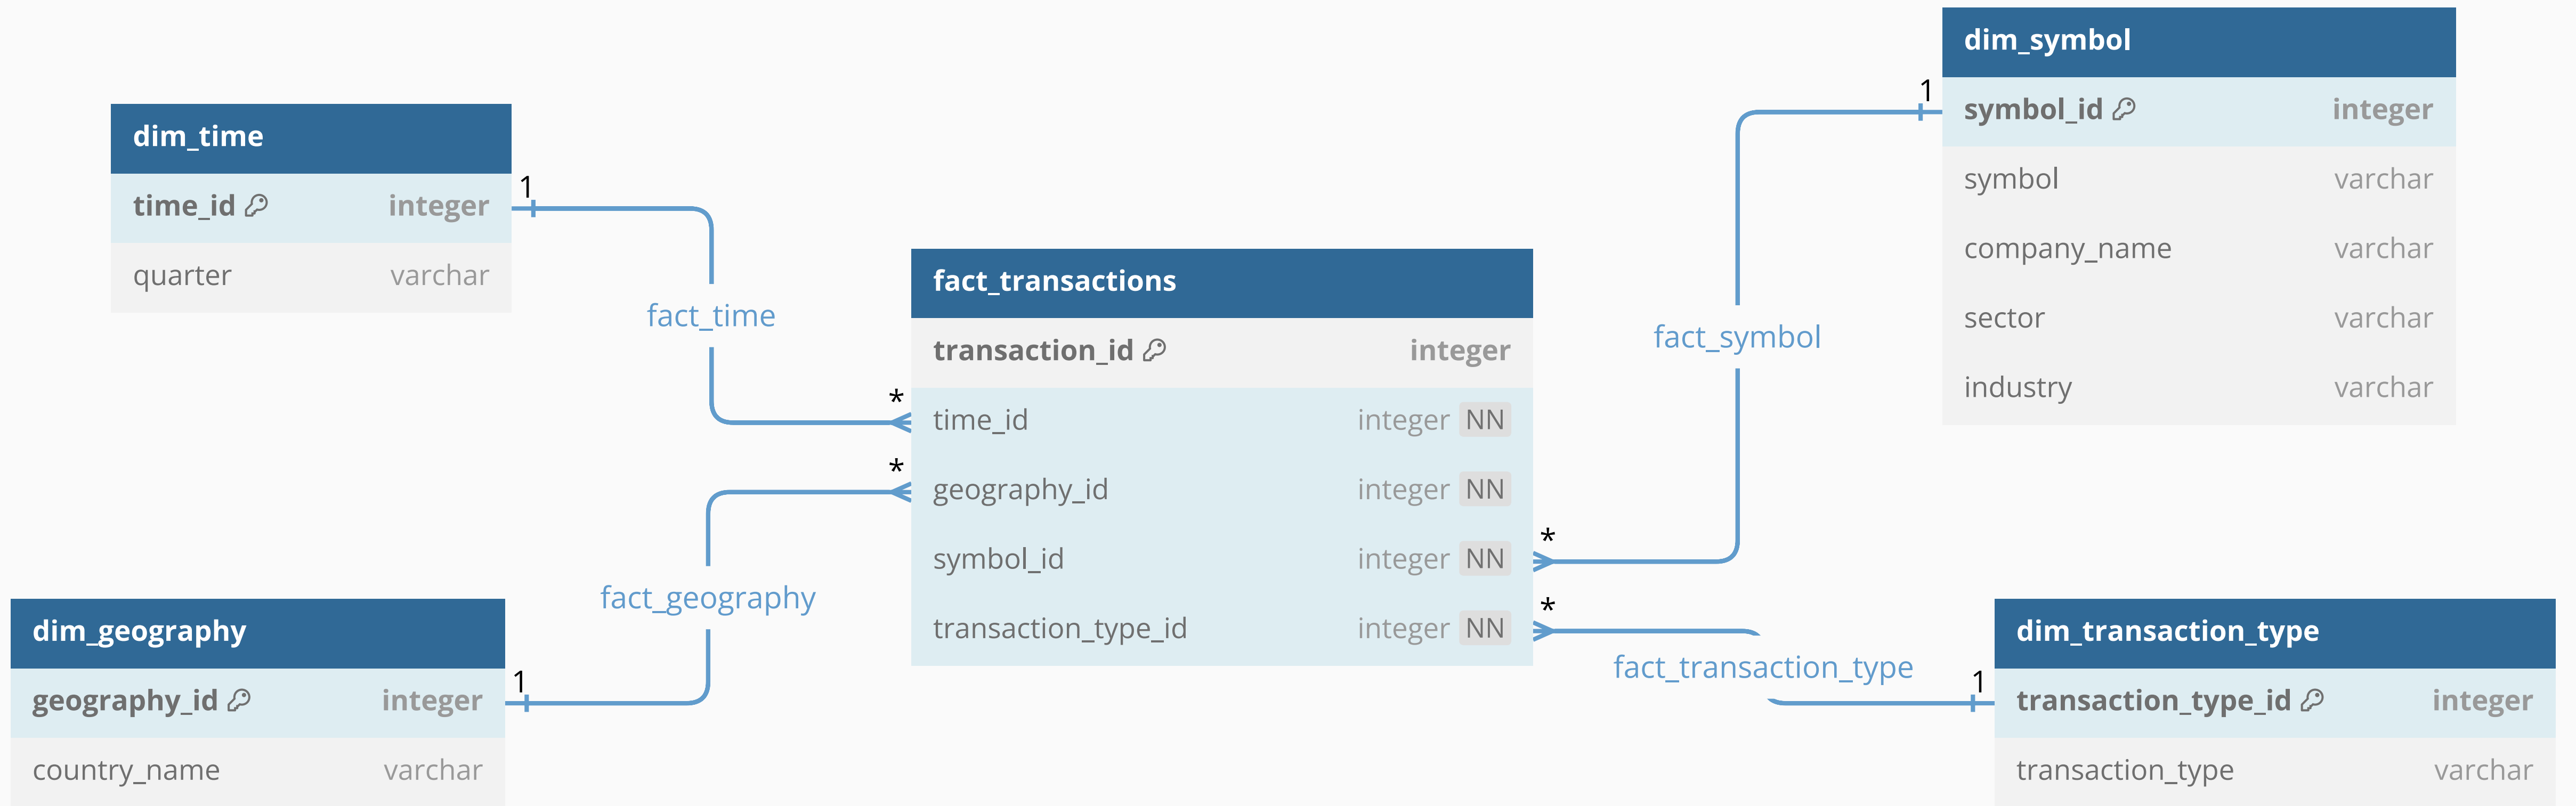 dim_time
time_id integer
quarter varchar
1
fact_time
*
dim_geography
geography_id integer
country_name varchar
1
fact_geography
*
fact_transactions
transaction_id integer
time_id integer NN
geography_id integer NN
symbol_id integer NN
transaction_type_id integer NN
*
fact_symbol
1
dim_symbol
symbol_id integer
symbol varchar
company_name varchar
sector varchar
industry varchar
*
fact_transaction_type
1
dim_transaction_type
transaction_type_id integer
transaction_type varchar